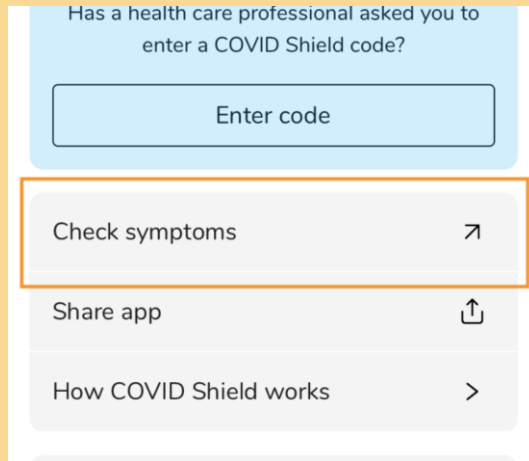 Has a health care professional asked you to
enter a COVID Shield code?
Enter code
Check symptoms
Share app
How COVID Shield works